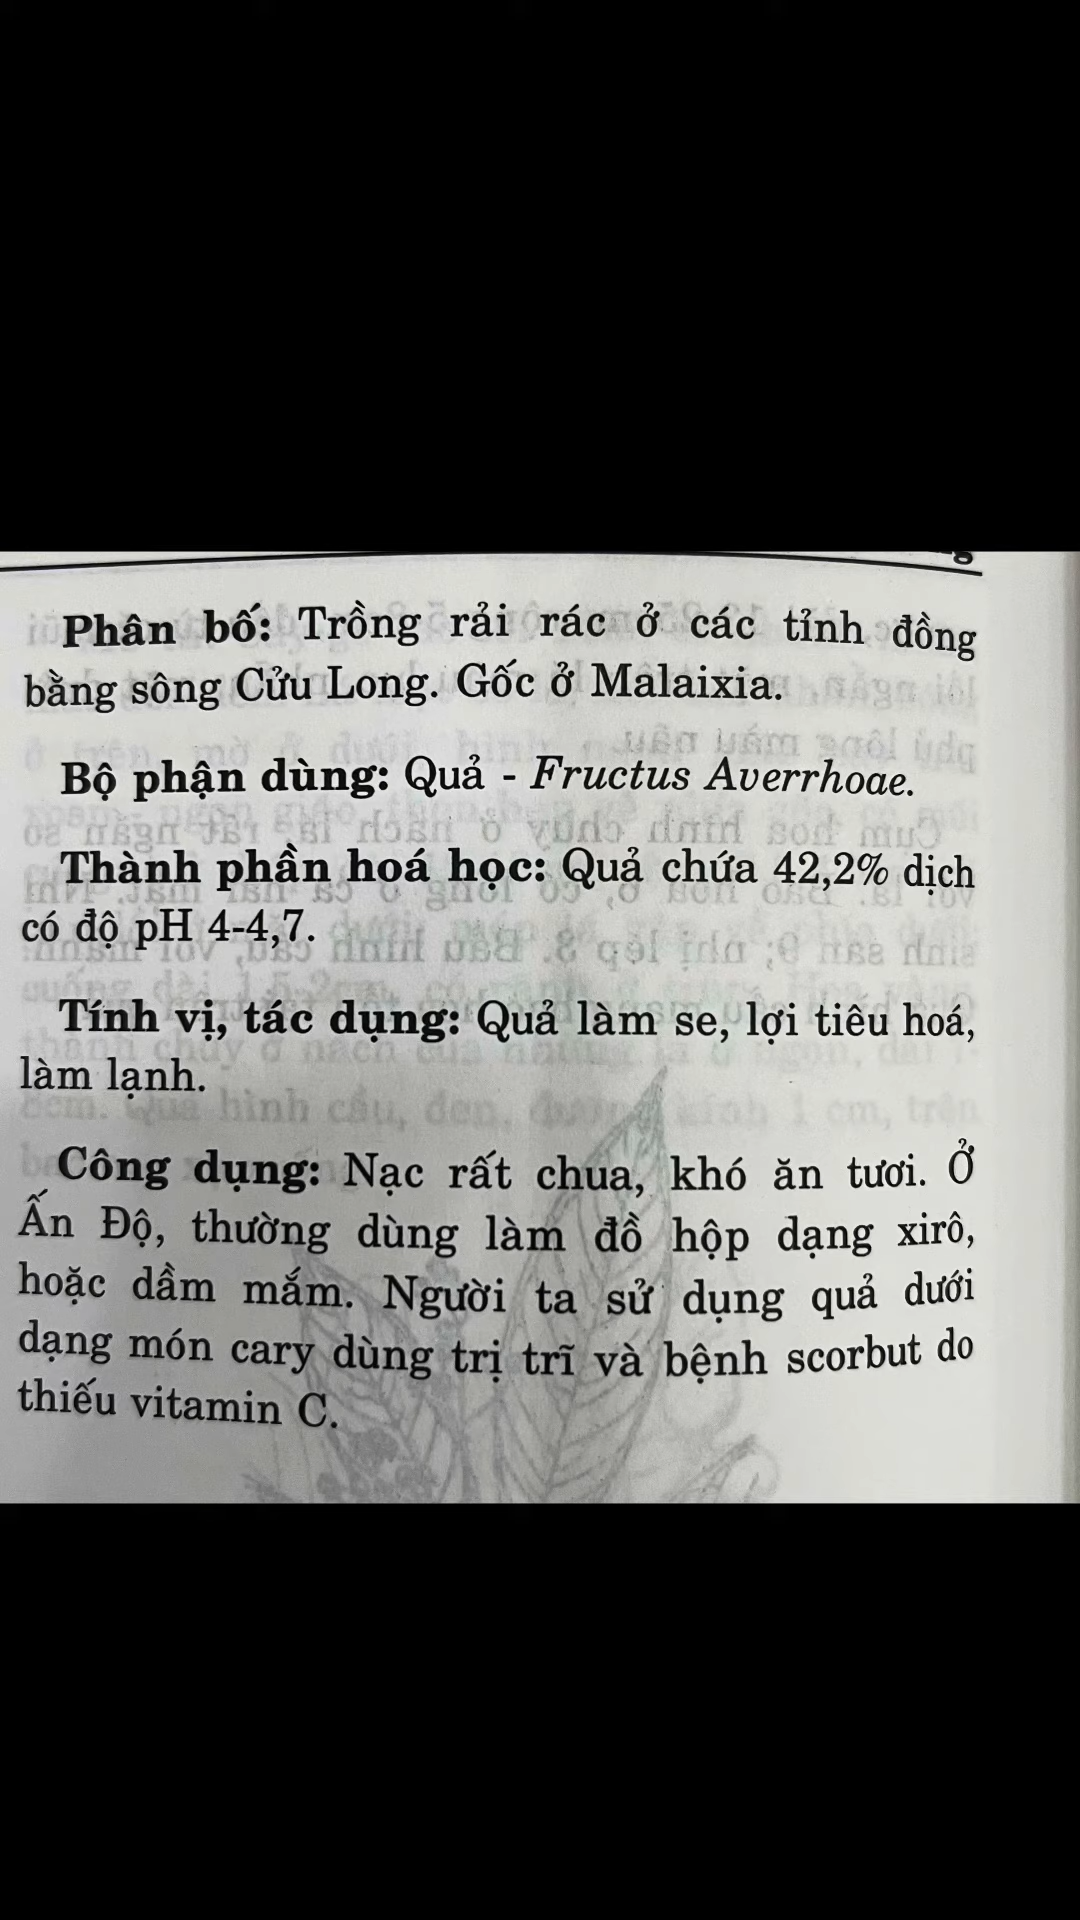 Phân bố: Trồng rải rác ở các tỉnh đồng
bằng sông Cửu Long. Gốc ở Malaixia.
Bộ phận dùng: Quả - Fructus Averrhoae.
Thành phần hoá học: Quả chứa 42,2% dịch
có độ pH 4-4,7.
Tính vị, tác dụng: Quả làm se, lợi tiêu hoá,
làm lạnh.
Công dụng: Nạc rất chua, khó ăn tươi. Ở
Ấn Độ, thường dùng làm đồ hộp dạng xirô,
hoặc dầm mắm. Người ta sử dụng quả dưới
dạng món cary dùng trị trĩ và bệnh scorbut do
thiếu vitamin C.